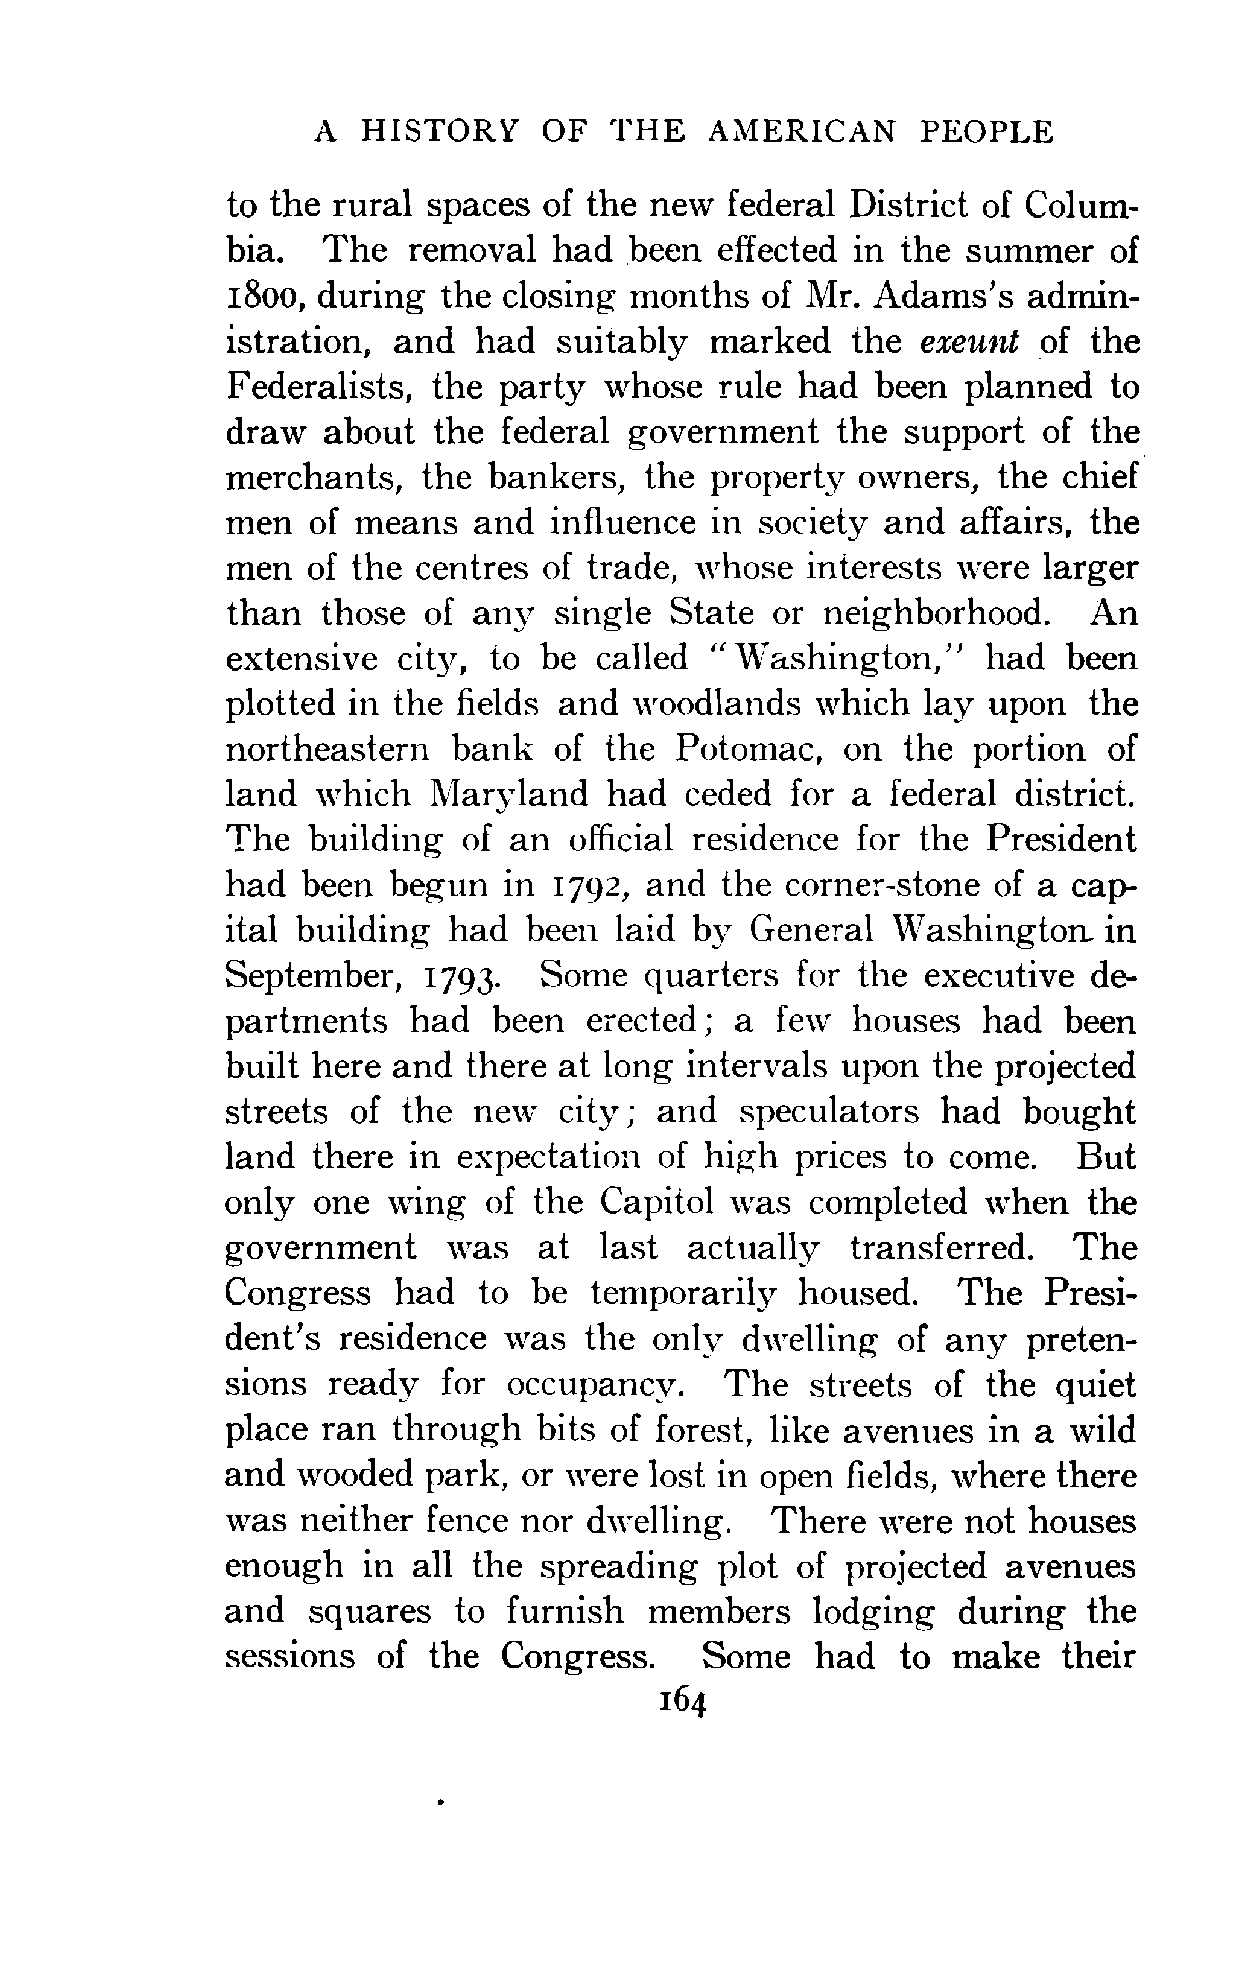 A HISTORY OF THE AMERICAN PEOPLE
to the rural spaces of the new federal District of Colum-
bia. The removal had been effected in the summer of
1800, during the closing months of Mr. Adams's admin-
istration, and had suitably marked the exeunt of the
Federalists, the party whose rule had been planned to
draw about the federal government the support of the
merchants, the bankers, the property owners, the chief
men of means and influence in society and affairs, the
men of the centres of trade, whose interests were larger
than those of any single State or neighborhood. An
extensive city, to be called "Washington," had been
plotted in the fields and woodlands which lay upon the
northeastern bank of the Potomac, on the portion of
land which Maryland had ceded for a federal district.
The building of an official residence for the President
had been begun in 1792, and the corner-stone of a cap-
ital building had been laid by General Washington in
September, 1793. Some quarters for the executive de-
partments had been erected; a few houses had been
built here and there at long intervals upon the projected
streets of the new city; and speculators had bought
land there in expectation of high prices to come. But
only one wing of the Capitol was completed when the
government was at last actually transferred. The
Congress had to be temporarily housed. The Presi-
dent's residence was the only dwelling of any preten-
sions ready for occupancy. The streets of the quiet
place ran through bits of forest, like avenues in a wild
and wooded park, or were lost in open fields, where there
was neither fence nor dwelling. There were not houses
enough in all the spreading plot of projected avenues
and squares to furnish members lodging during the
sessions of the Congress. Some had to make their
164